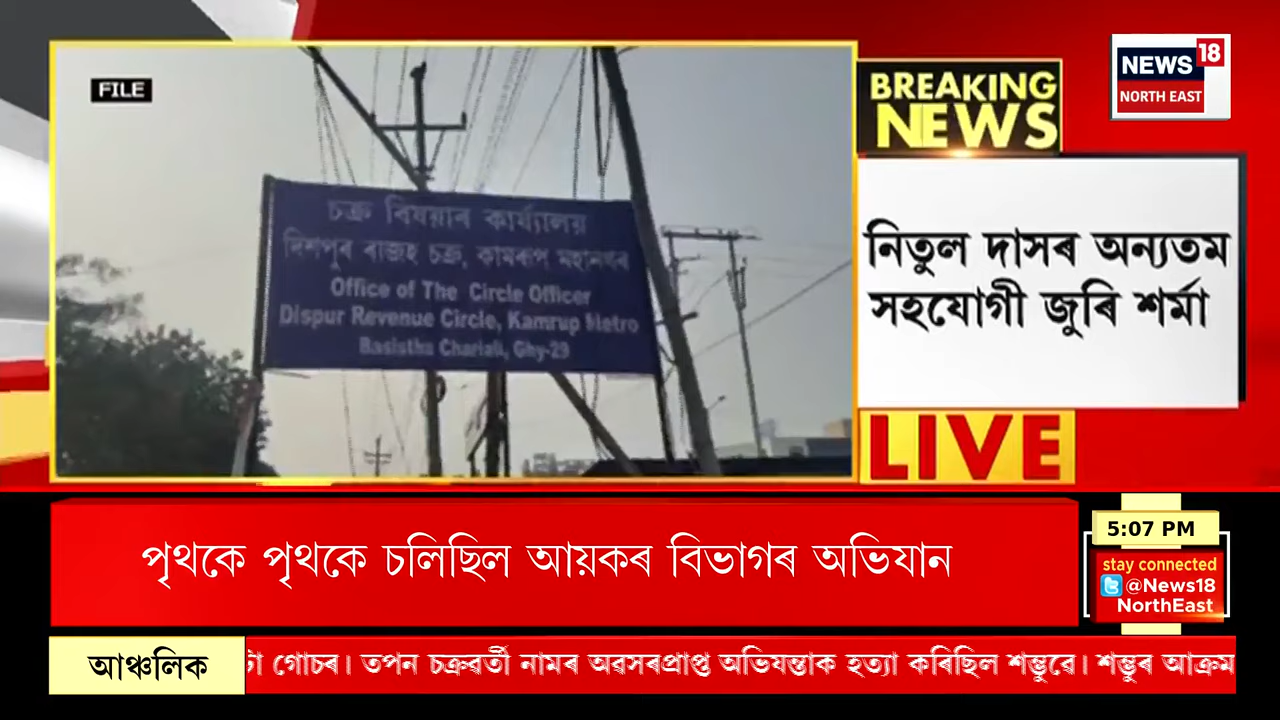 FILE
চক্ৰ বিষয়াৰ কাৰ্য্যালয়
দিশপুৰ ৰাজহ চক্ৰ, কামৰূপ মহানগৰ
Office of The Circle Officer
Dispur Revenue Circle, Kamrup Metro
Basistha Chariali, Ghy-29
BREAKING
NEWS
NEWS 18
NORTH EAST
নিতুল দাসৰ অন্যতম
সহযোগী জুৰি শৰ্মা
LIVE
পৃথকে পৃথকে চলিছিল আয়কৰ বিভাগৰ অভিযান
5:07 PM
stay connected
@News18
NorthEast
আঞ্চলিক
টা গোচৰ। তপন চক্ৰৱৰ্তী নামৰ অৱসৰপ্ৰাপ্ত অভিযন্তাক হত্যা কৰিছিল শম্ভুৱে। শম্ভুৰ আক্ৰম